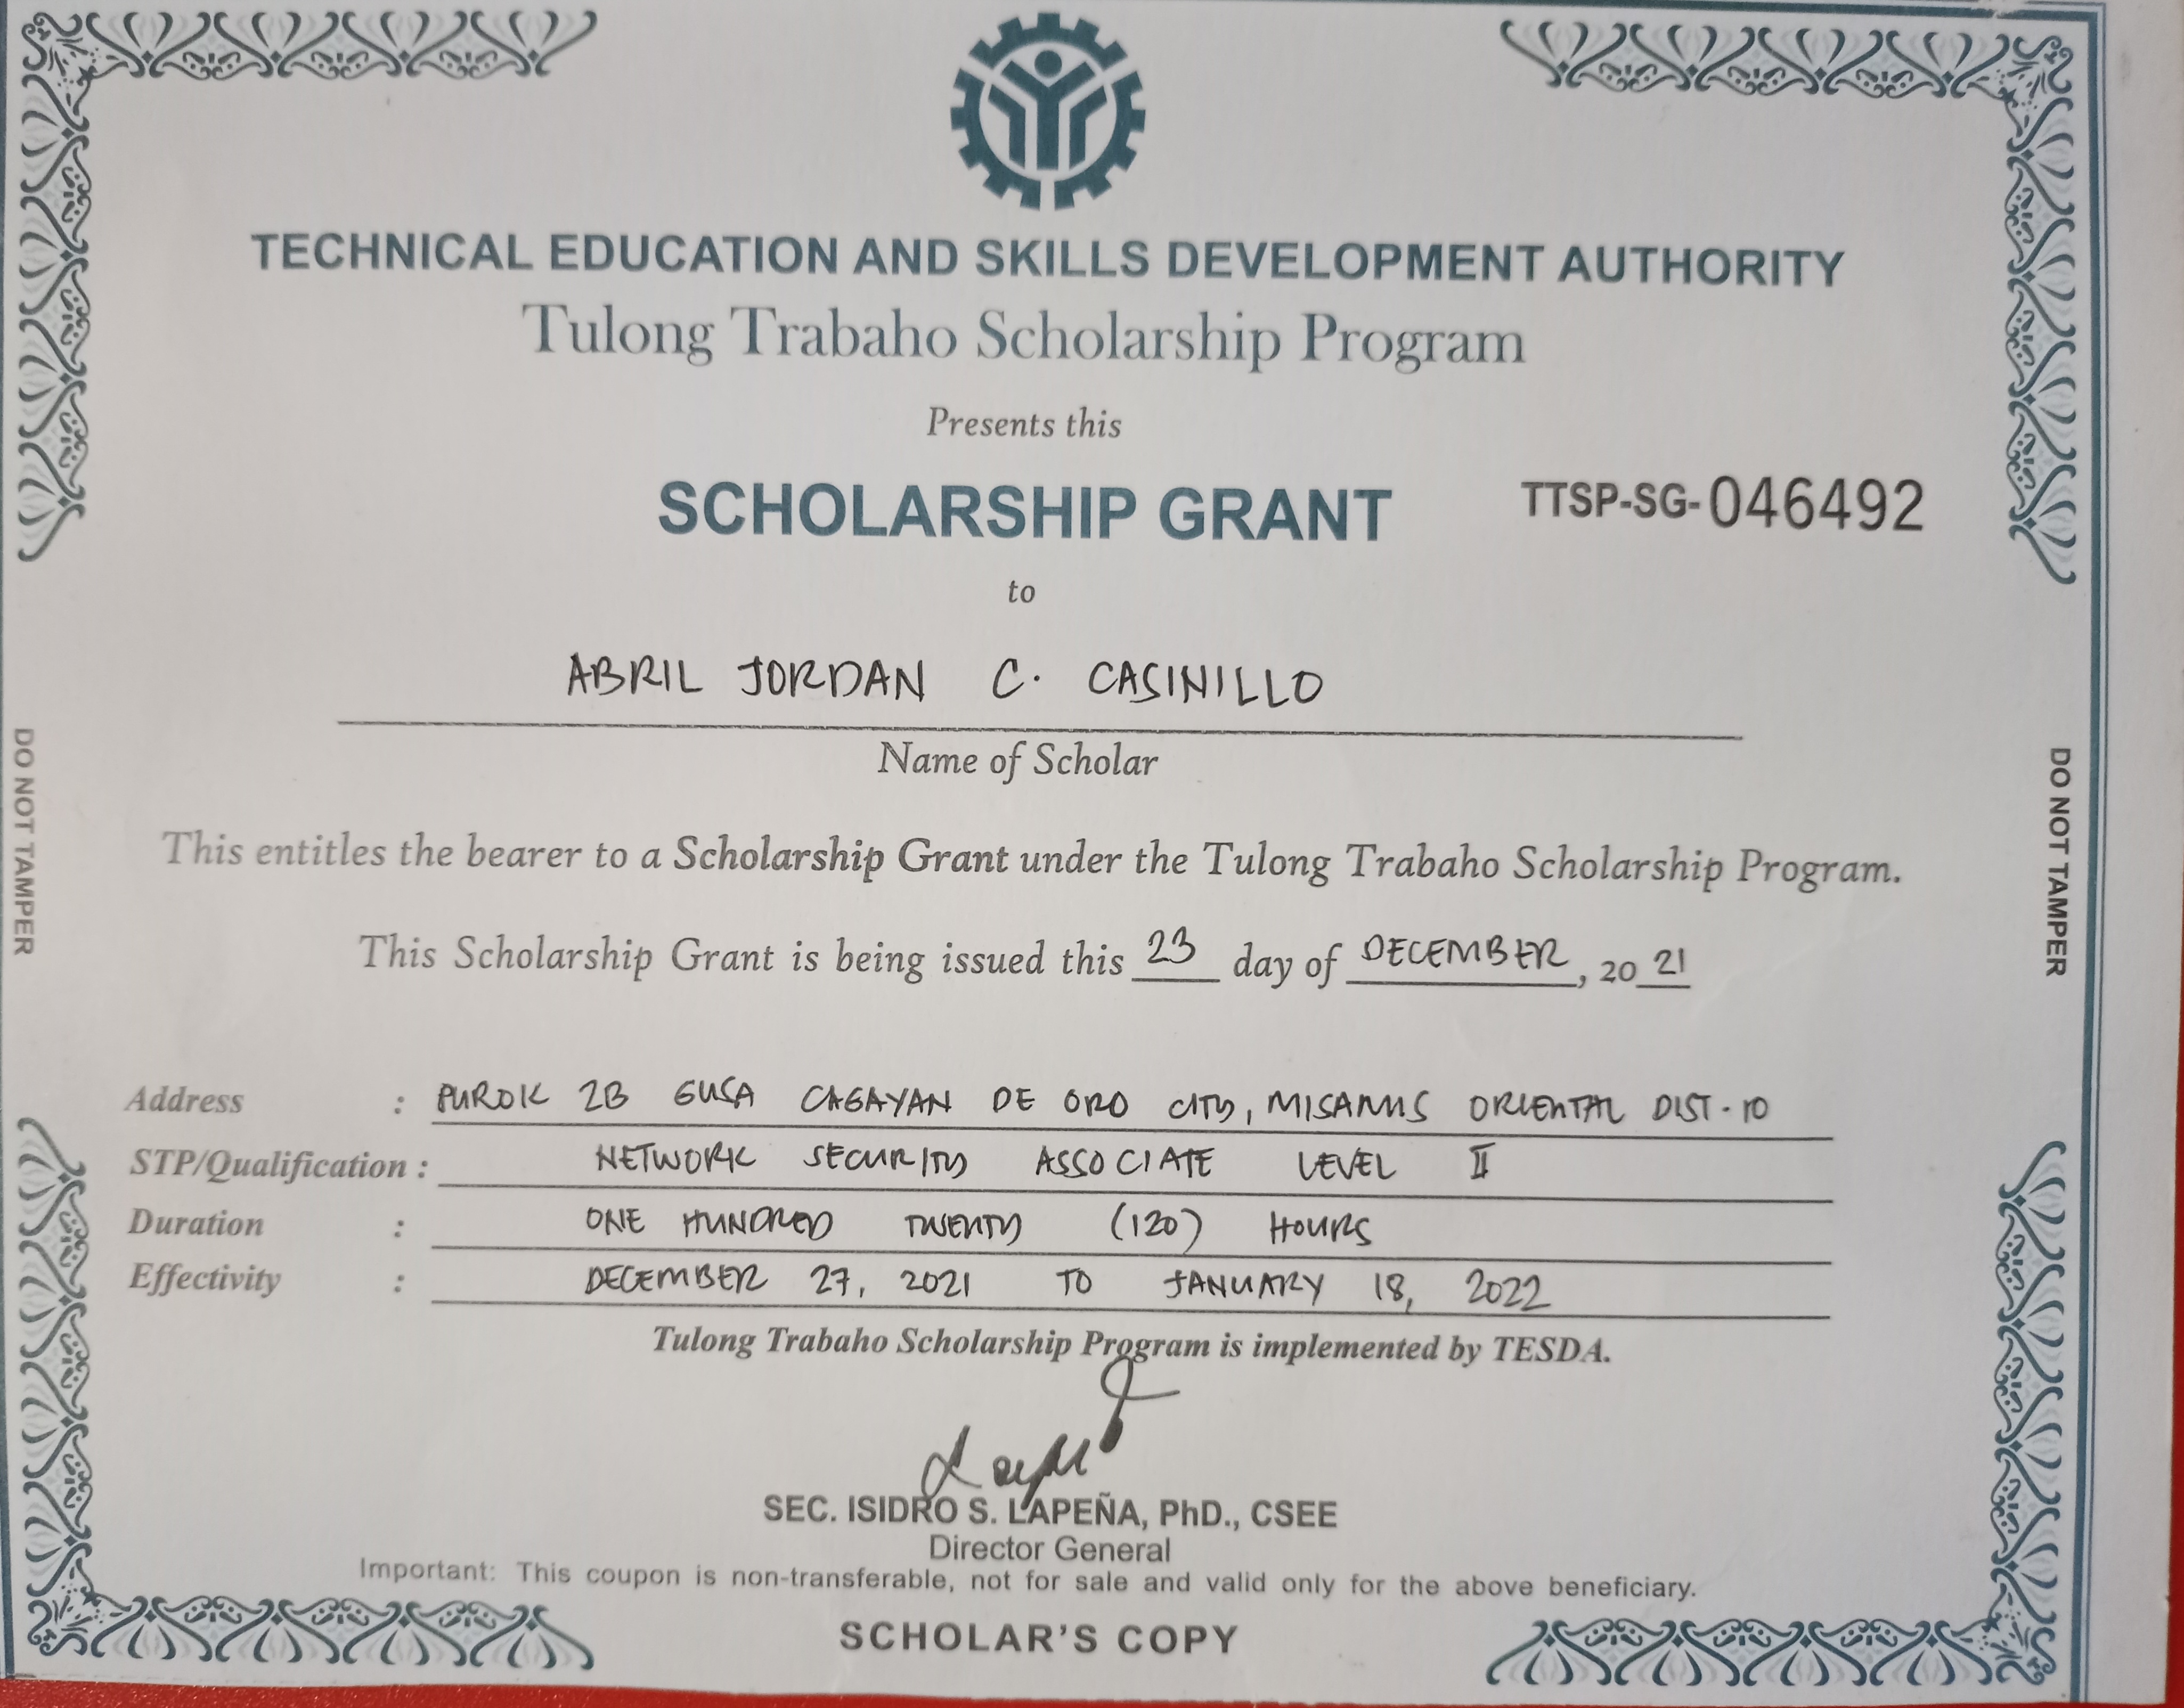 TECHNICAL EDUCATION AND SKILLS DEVELOPMENT AUTHORITY
Tulong Trabaho Scholarship Program
Presents this
SCHOLARSHIP GRANT
TTSP-SG-046492
to
ABRIL JORDAN C. CASINILLO
Name of Scholar
DO NOT TAMPER
DO NOT TAMPER
This entitles the bearer to a Scholarship Grant under the Tulong Trabaho Scholarship Program.
This Scholarship Grant is being issued this 23 day of DECEMBER, 20 21
Address : PUROK 2B GUSA CAGAYAN DE ORO CITY, MISAMIS ORIENTAL DIST. 10
STP/Qualification : NETWORK SECURITY ASSOCIATE LEVEL II
Duration : ONE HUNDRED TWENTY (120) HOURS
Effectivity : DECEMBER 27, 2021 TO JANUARY 18, 2022
Tulong Trabaho Scholarship Program is implemented by TESDA.
SEC. ISIDRO S. LAPEÑA, PhD., CSEE
Director General
Important: This coupon is non-transferable, not for sale and valid only for the above beneficiary.
SCHOLAR'S COPY